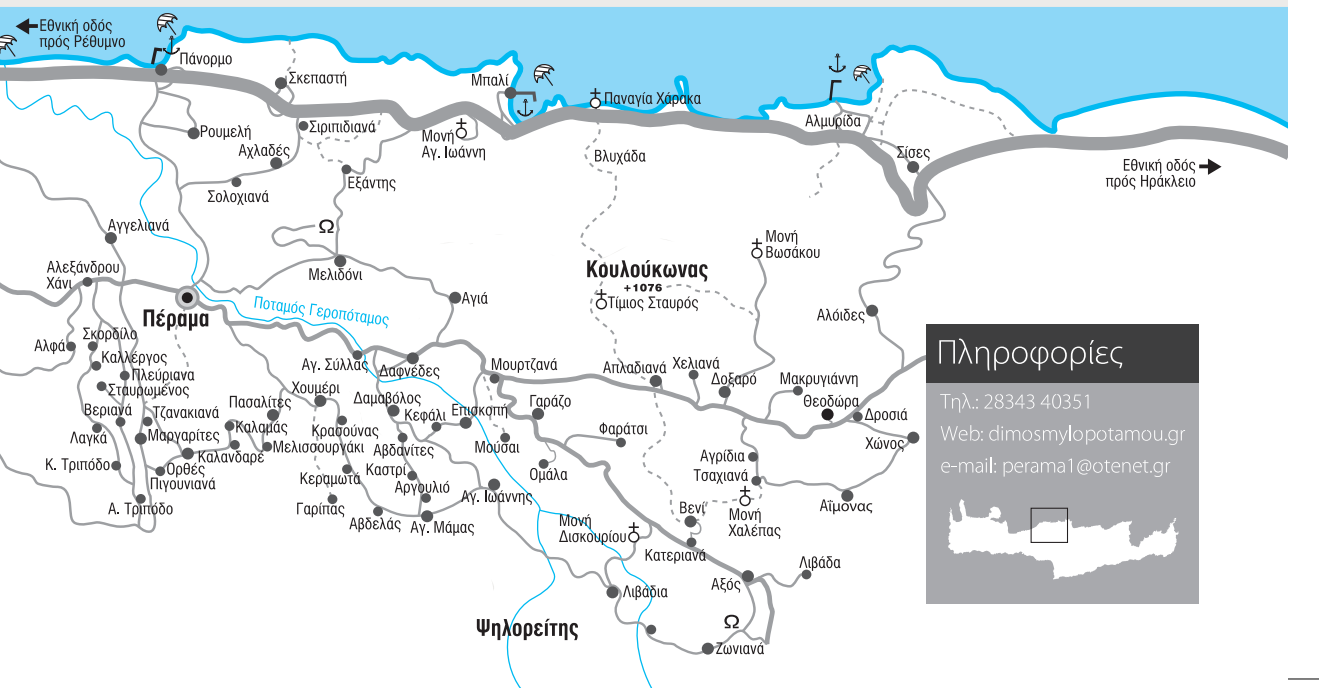 Εθνική οδός
πρός Ρέθυμνο
Πάνορμο
Σκεπαστή
Μπαλί
Παναγία Χάρακα
Ρουμελή
Σιριπιδιανά
Μονή
Αγ. Ιωάννη
Αλμυρίδα
Αχλαδές
Βλυχάδα
Σίσες
Εθνική οδός
πρός Ηράκλειο
Σολοχιανά
Εξάντης
Αγγελιανά
Ω
Μονή
Βωσάκου
Αλεξάνδρου
Χάνι
Μελιδόνι
Κουλούκωνας
+1076
Τίμιος Σταυρός
Πέραμα
Ποταμός Γεροπόταμος
Αγιά
Αλόιδες
Αλφά
Σκορδίλο
Καλλέργος
Πλεύριανα
Σταυρωμένος
Αγ. Σύλλας
Δαφνέδες
Μουρτζανά
Απλαδιανά
Χελιανά
Δοξαρό
Μακρυγιάννη
Θεοδώρα
Δροσιά
Χώνος
Βεριανά
Τζανακιανά
Πασαλίτες
Χουμέρι
Δαμαβόλος
Κεφάλι
Επισκοπή
Γαράζο
Φαράτσι
Λαγκά
Μαργαρίτες
Καλαμάς
Κρασούνας
Αβδανίτες
Μούσαι
Καλανδαρέ
Μελισσουργάκι
Κ. Τριπόδο
Ορθές
Πιγουνιανά
Κεραμωτά
Καστρί
Αργουλιό
Αγ. Ιωάννης
Ομάλα
Αγρίδια
Τσαχιανά
Αΐμονας
Α. Τριπόδο
Γαρίπας
Αβδελάς
Αγ. Μάμας
Μονή
Δισκουρίου
Βενί
Μονή
Χαλέπας
Κατεριανά
Αξός
Λιβάδα
Λιβάδια
Ψηλορείτης
Ω
Ζωνιανά
Πληροφορίες
Τηλ.: 28343 40351
Web: dimosmylopotamou.gr
e-mail: perama1@otenet.gr